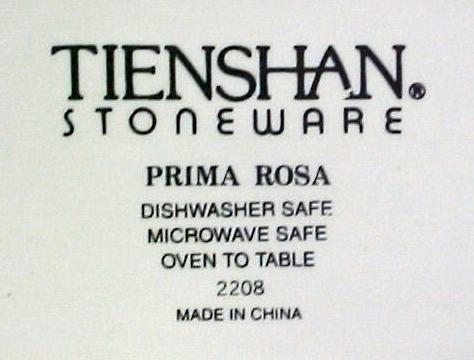 TIENSHAN®
STONEWARE
PRIMA ROSA
DISHWASHER SAFE
MICROWAVE SAFE
OVEN TO TABLE
2208
MADE IN CHINA